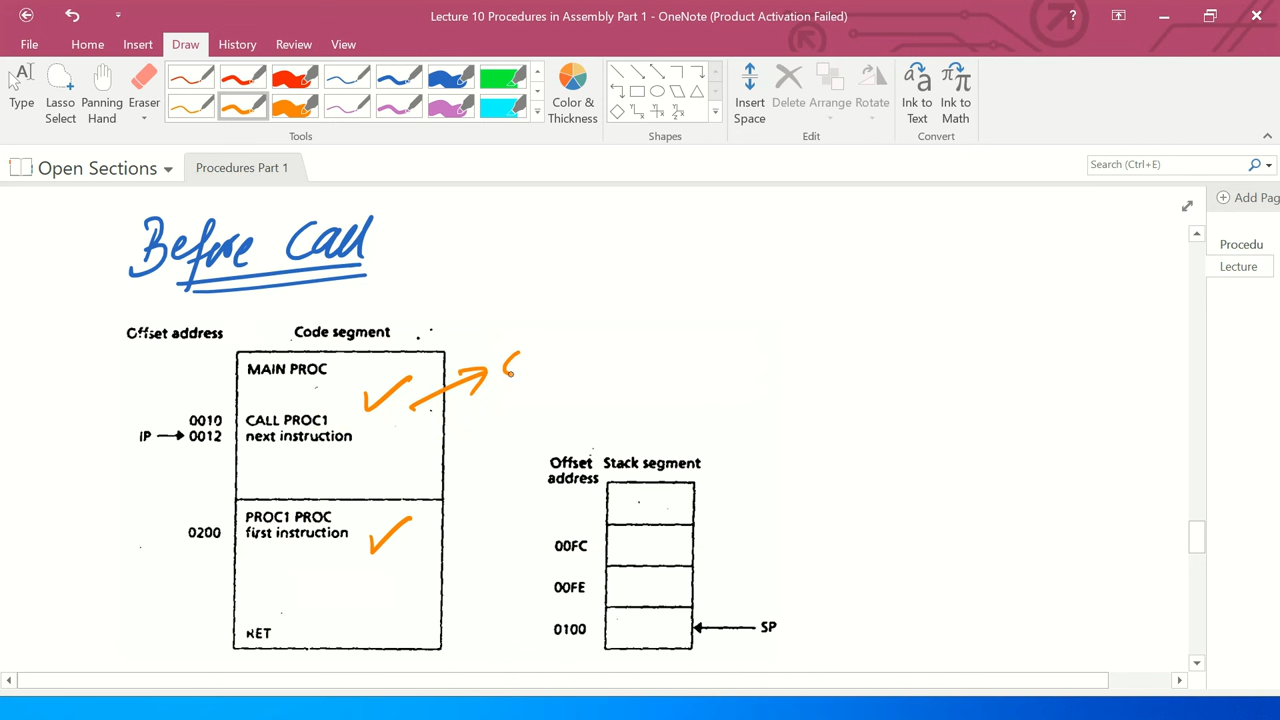 Lecture 10 Procedures in Assembly Part 1 - OneNote (Product Activation Failed)
?
File Home Insert Draw History Review View
Type
Lasso Select
Panning Hand
Eraser
Color & Thickness
Insert Space
Delete
Arrange
Rotate
Ink to Text
Ink to Math
Tools
Shapes
Edit
Convert
Open Sections
Procedures Part 1
Search (Ctrl+E)
Add Pag
Procedu
Lecture
Before Call
Offset address Code segment
MAIN PROC
0010 CALL PROC1
IP 0012 next instruction
PROC1 PROC
0200 first instruction
RET
Offset address Stack segment
00FC
00FE
0100 SP